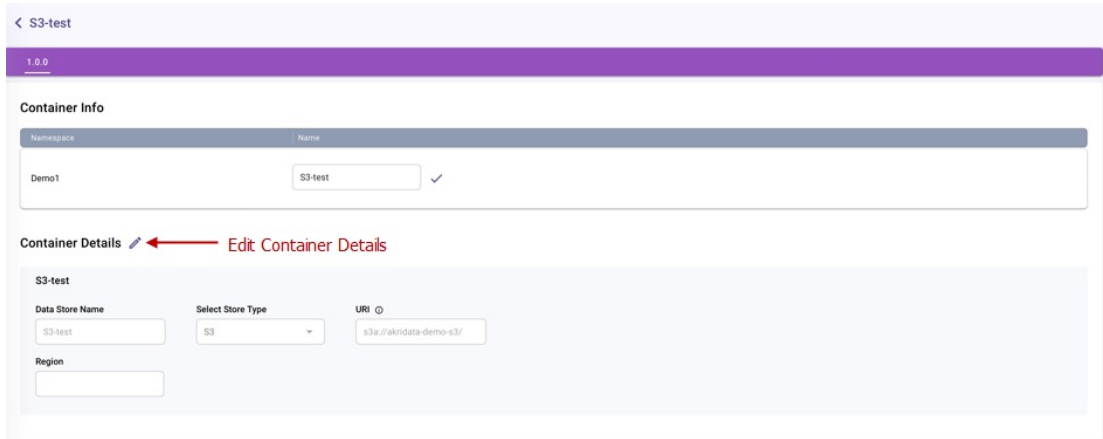 S3-test
1.0.0
Container Info
Namespace Name
Demo1 S3-test
Container Details Edit Container Details
S3-test
Data Store Name Select Store Type URI
S3-test S3 s3a://akridata-demo-s3/
Region